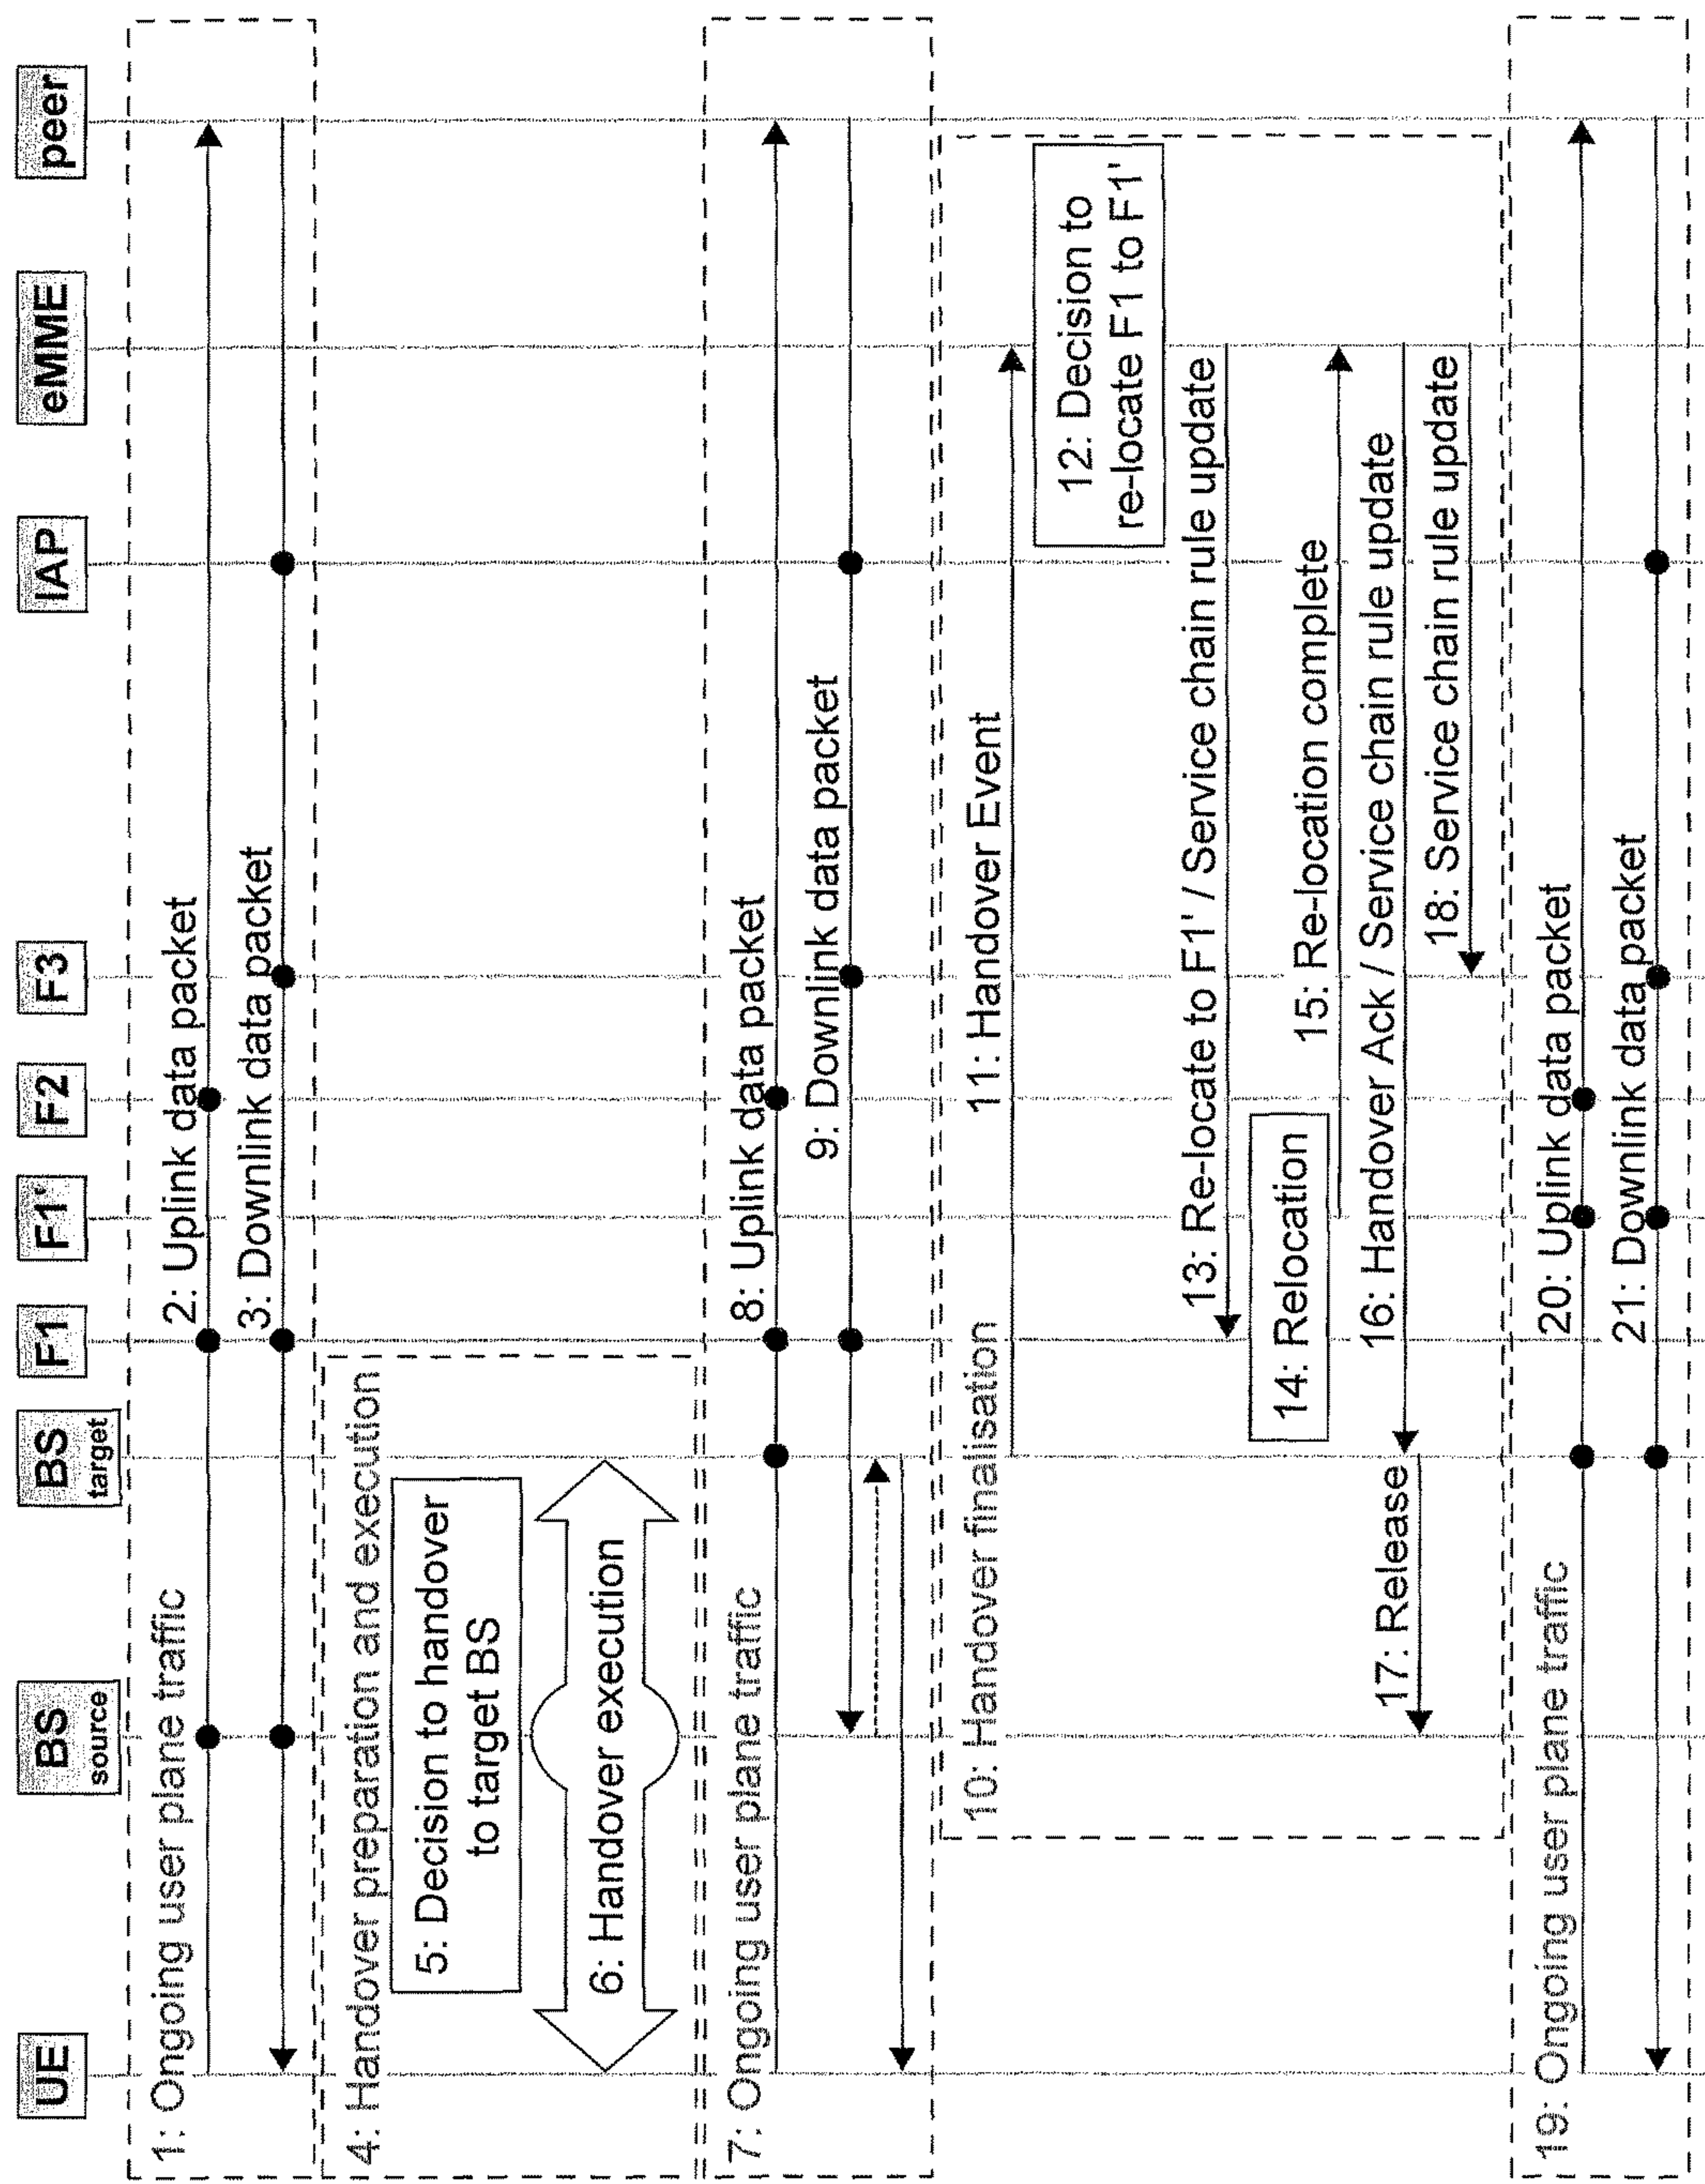 UE
BS
source
BS
target
F1
F1'
F2
F3
IAP
eMME
peer
1: Ongoing user plane traffic
2: Uplink data packet
3: Downlink data packet
4: Handover preparation and execution
5: Decision to handover
to target BS
6: Handover execution
7: Ongoing user plane traffic
8: Uplink data packet
9: Downlink data packet
10: Handover finalisation
11: Handover Event
12: Decision to
re-locate F1 to F1'
13: Re-locate to F1' / Service chain rule update
14: Relocation
15: Re-location complete
16: Handover Ack / Service chain rule update
17: Release
18: Service chain rule update
19: Ongoing user plane traffic
20: Uplink data packet
21: Downlink data packet